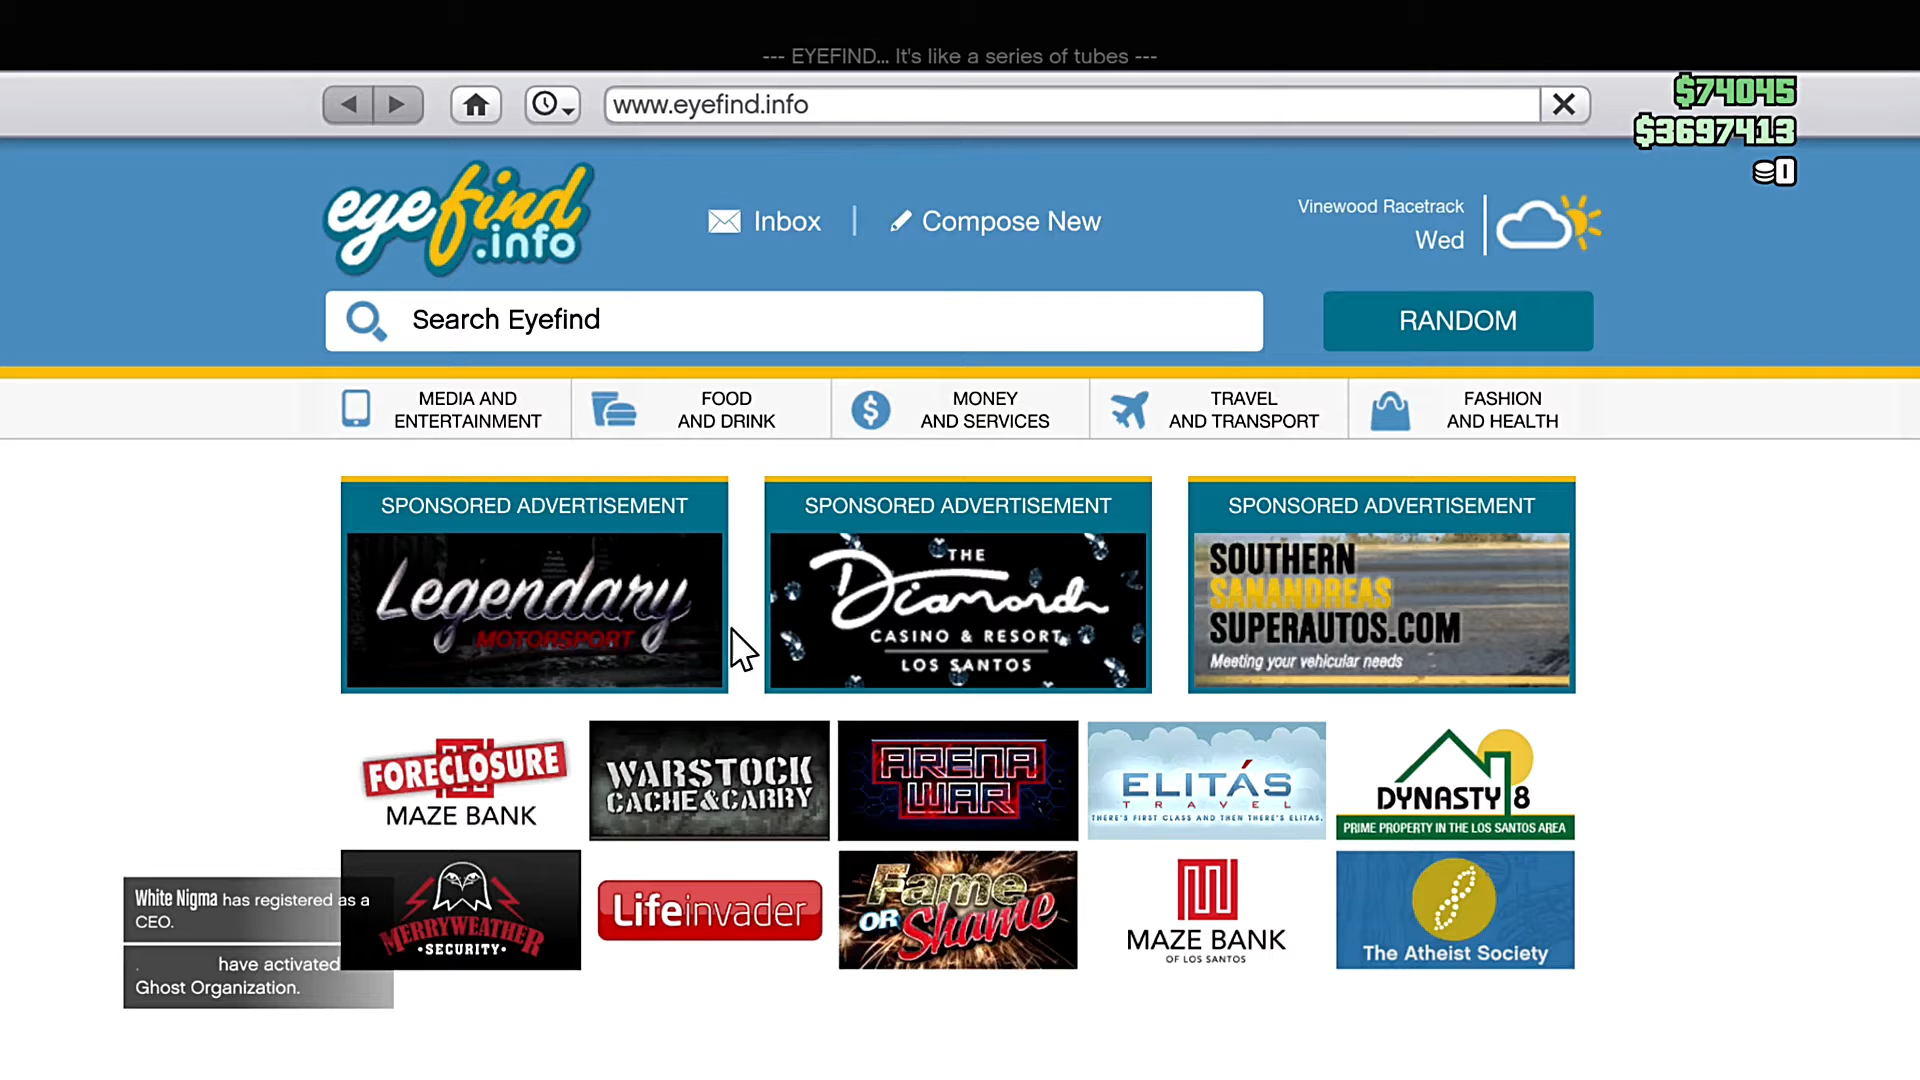 --- EYEFIND... It's like a series of tubes ---
www.eyefind.info
$74045
$3697413
0
eyefind
.info
Inbox
Compose New
Vinewood Racetrack
Wed
Search Eyefind
RANDOM
MEDIA AND
ENTERTAINMENT
FOOD
AND DRINK
MONEY
AND SERVICES
TRAVEL
AND TRANSPORT
FASHION
AND HEALTH
SPONSORED ADVERTISEMENT
Legendary
MOTORSPORT
SPONSORED ADVERTISEMENT
THE
Diamond
CASINO & RESORT
LOS SANTOS
SPONSORED ADVERTISEMENT
SOUTHERN
SANANDREAS
SUPERAUTOS.COM
Meeting your vehicular needs
FORECLOSURE
MAZE BANK
WARSTOCK
CACHE&CARRY
ARENA
WAR
ELITÁS
TRAVEL
THERE'S FIRST CLASS AND THEN THERE'S ELITAS.
DYNASTY 8
PRIME PROPERTY IN THE LOS SANTOS AREA
MERRYWEATHER
SECURITY
Lifeinvader
Fame
OR Shame
MAZE BANK
OF LOS SANTOS
The Atheist Society
White Nigma has registered as a
CEO.
have activated
Ghost Organization.